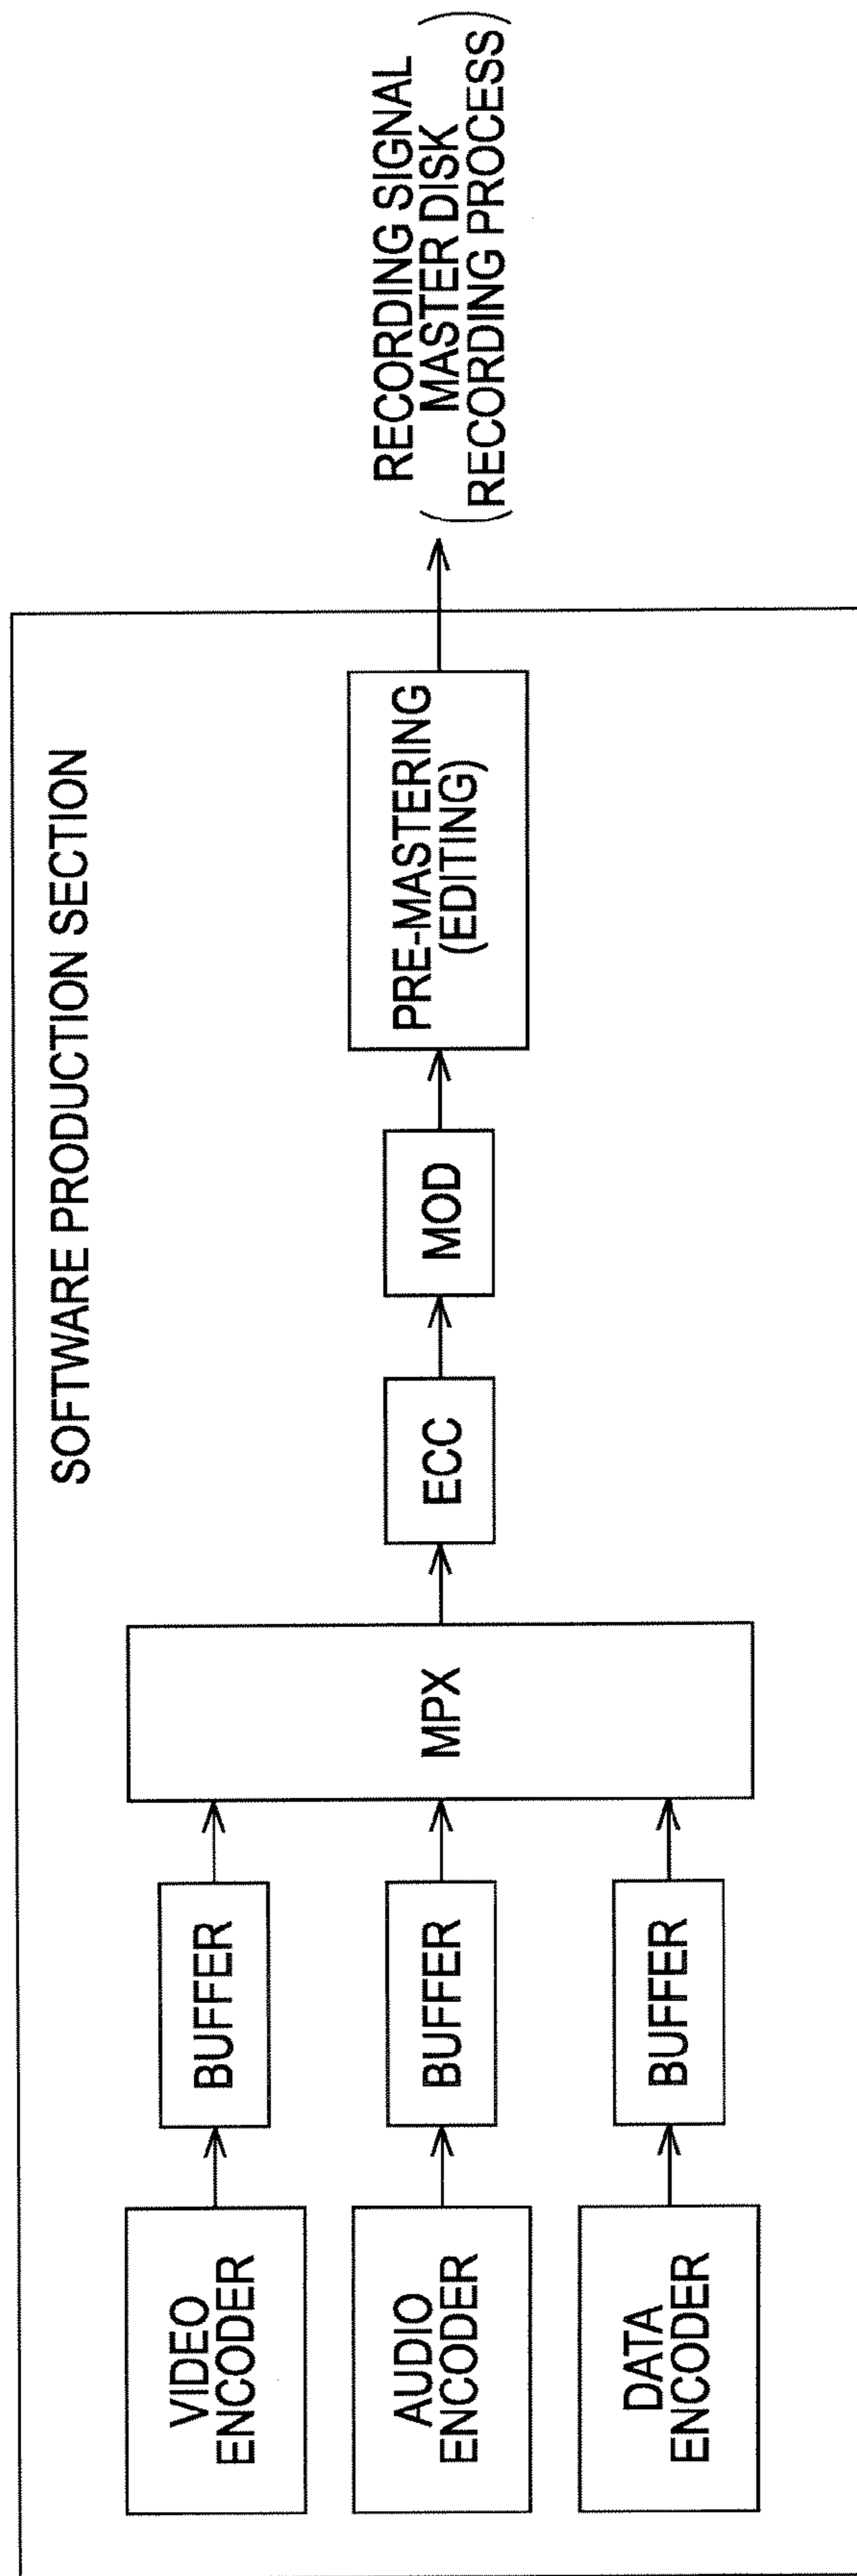 SOFTWARE PRODUCTION SECTION
VIDEO
ENCODER
BUFFER
AUDIO
ENCODER
BUFFER
DATA
ENCODER
BUFFER
MPX
ECC
MOD
PRE-MASTERING
(EDITING)
RECORDING SIGNAL
(MASTER DISK
RECORDING PROCESS)